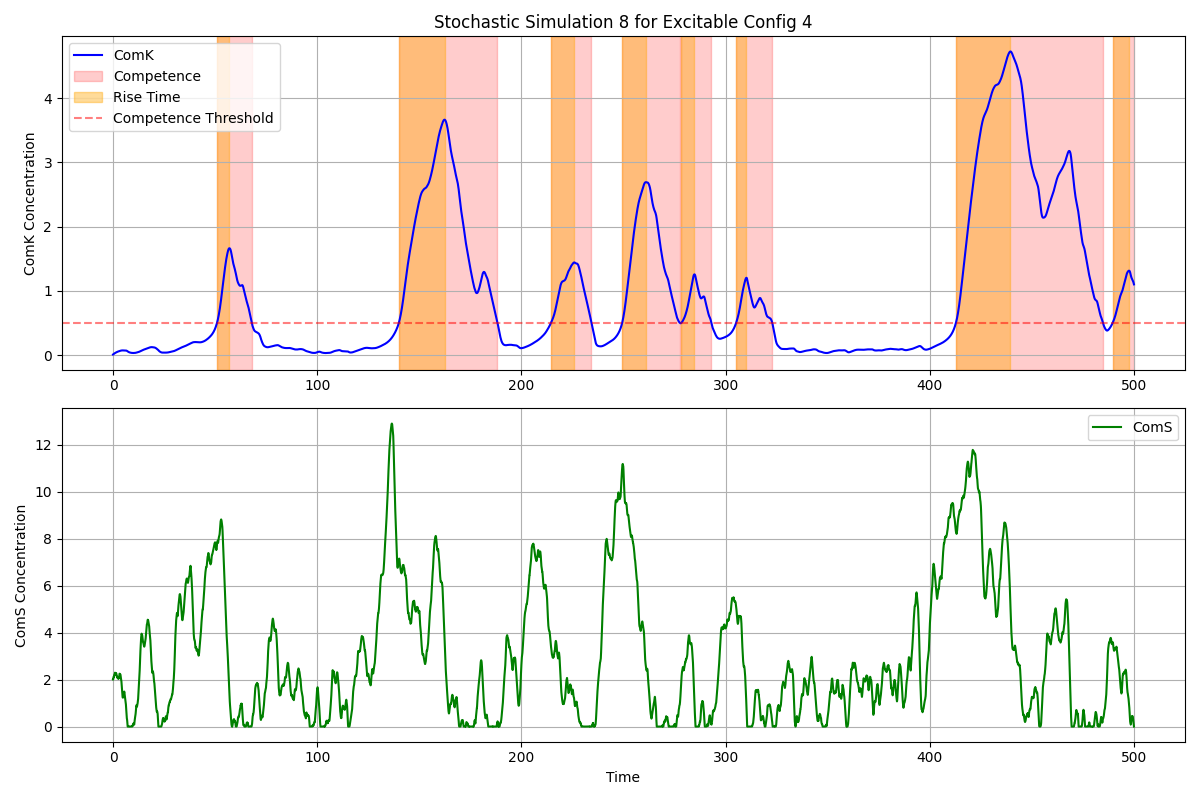 Stochastic Simulation 8 for Excitable Config 4
ComK
Competence
Rise Time
Competence Threshold
ComK Concentration
4
3
2
1
0
0 100 200 300 400 500
ComS
ComS Concentration
12
10
8
6
4
2
0
0 100 200 300 400 500
Time